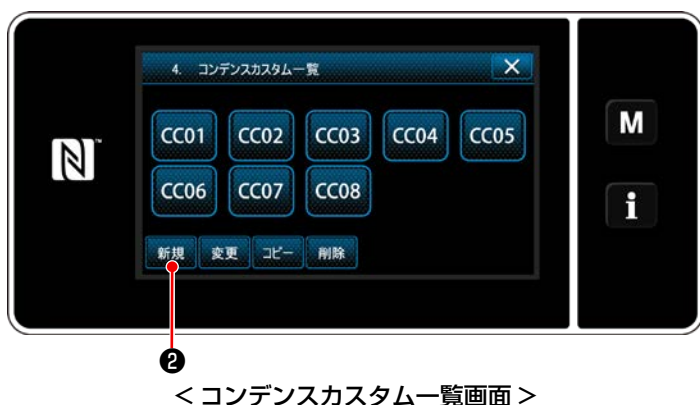 4. コンデンスカスタム一覧
CC01 CC02 CC03 CC04 CC05
M
CC06 CC07 CC08
i
新規 変更 コピー 削除
❷
＜コンデンスカスタム一覧画面＞